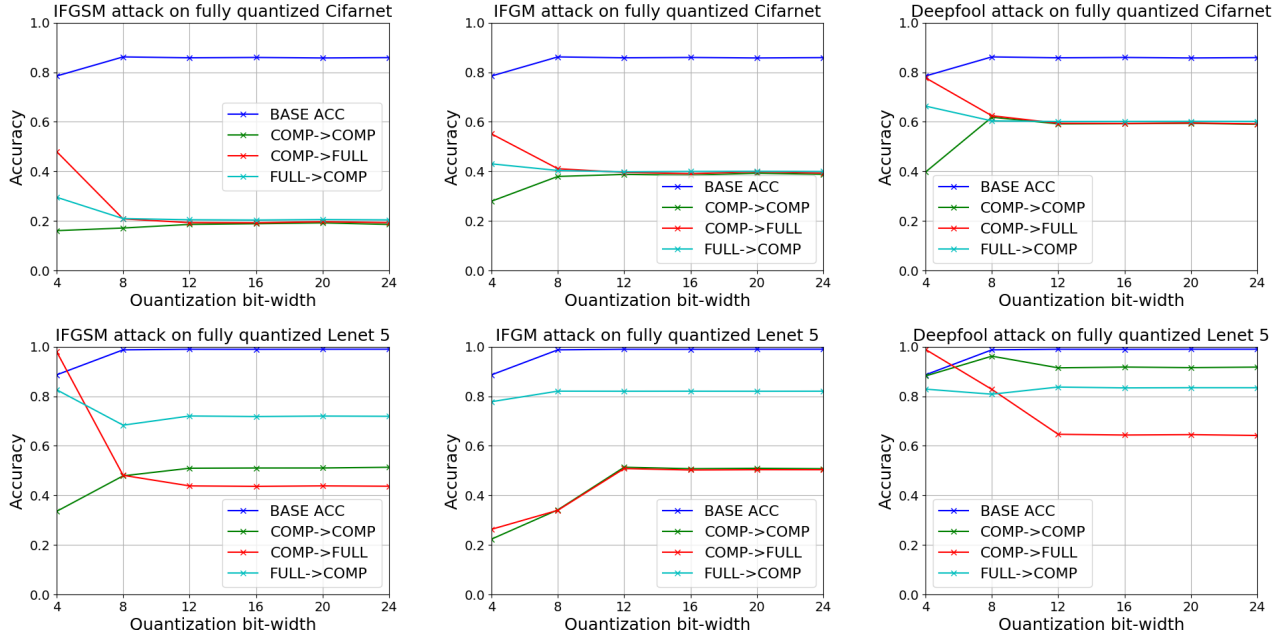 IFGSM attack on fully quantized Cifarnet
1.0
0.8
0.6
0.4
0.2
0.0
Accuracy
BASE ACC
COMP->COMP
COMP->FULL
FULL->COMP
4 8 12 16 20 24
Quantization bit-width
IFGM attack on fully quantized Cifarnet
1.0
0.8
0.6
0.4
0.2
0.0
Accuracy
BASE ACC
COMP->COMP
COMP->FULL
FULL->COMP
4 8 12 16 20 24
Quantization bit-width
Deepfool attack on fully quantized Cifarnet
1.0
0.8
0.6
0.4
0.2
0.0
Accuracy
BASE ACC
COMP->COMP
COMP->FULL
FULL->COMP
4 8 12 16 20 24
Quantization bit-width
IFGSM attack on fully quantized Lenet 5
1.0
0.8
0.6
0.4
0.2
0.0
Accuracy
BASE ACC
COMP->COMP
COMP->FULL
FULL->COMP
4 8 12 16 20 24
Quantization bit-width
IFGM attack on fully quantized Lenet 5
1.0
0.8
0.6
0.4
0.2
0.0
Accuracy
BASE ACC
COMP->COMP
COMP->FULL
FULL->COMP
4 8 12 16 20 24
Quantization bit-width
Deepfool attack on fully quantized Lenet 5
1.0
0.8
0.6
0.4
0.2
0.0
Accuracy
BASE ACC
COMP->COMP
COMP->FULL
FULL->COMP
4 8 12 16 20 24
Quantization bit-width